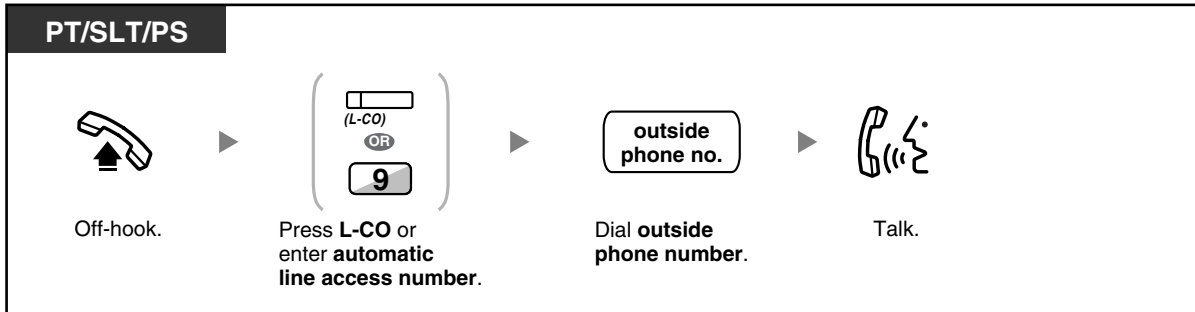 PT/SLT/PS
(L-CO)
OR
9
outside
phone no.
Off-hook.
Press L-CO or
enter automatic
line access number.
Dial outside
phone number.
Talk.